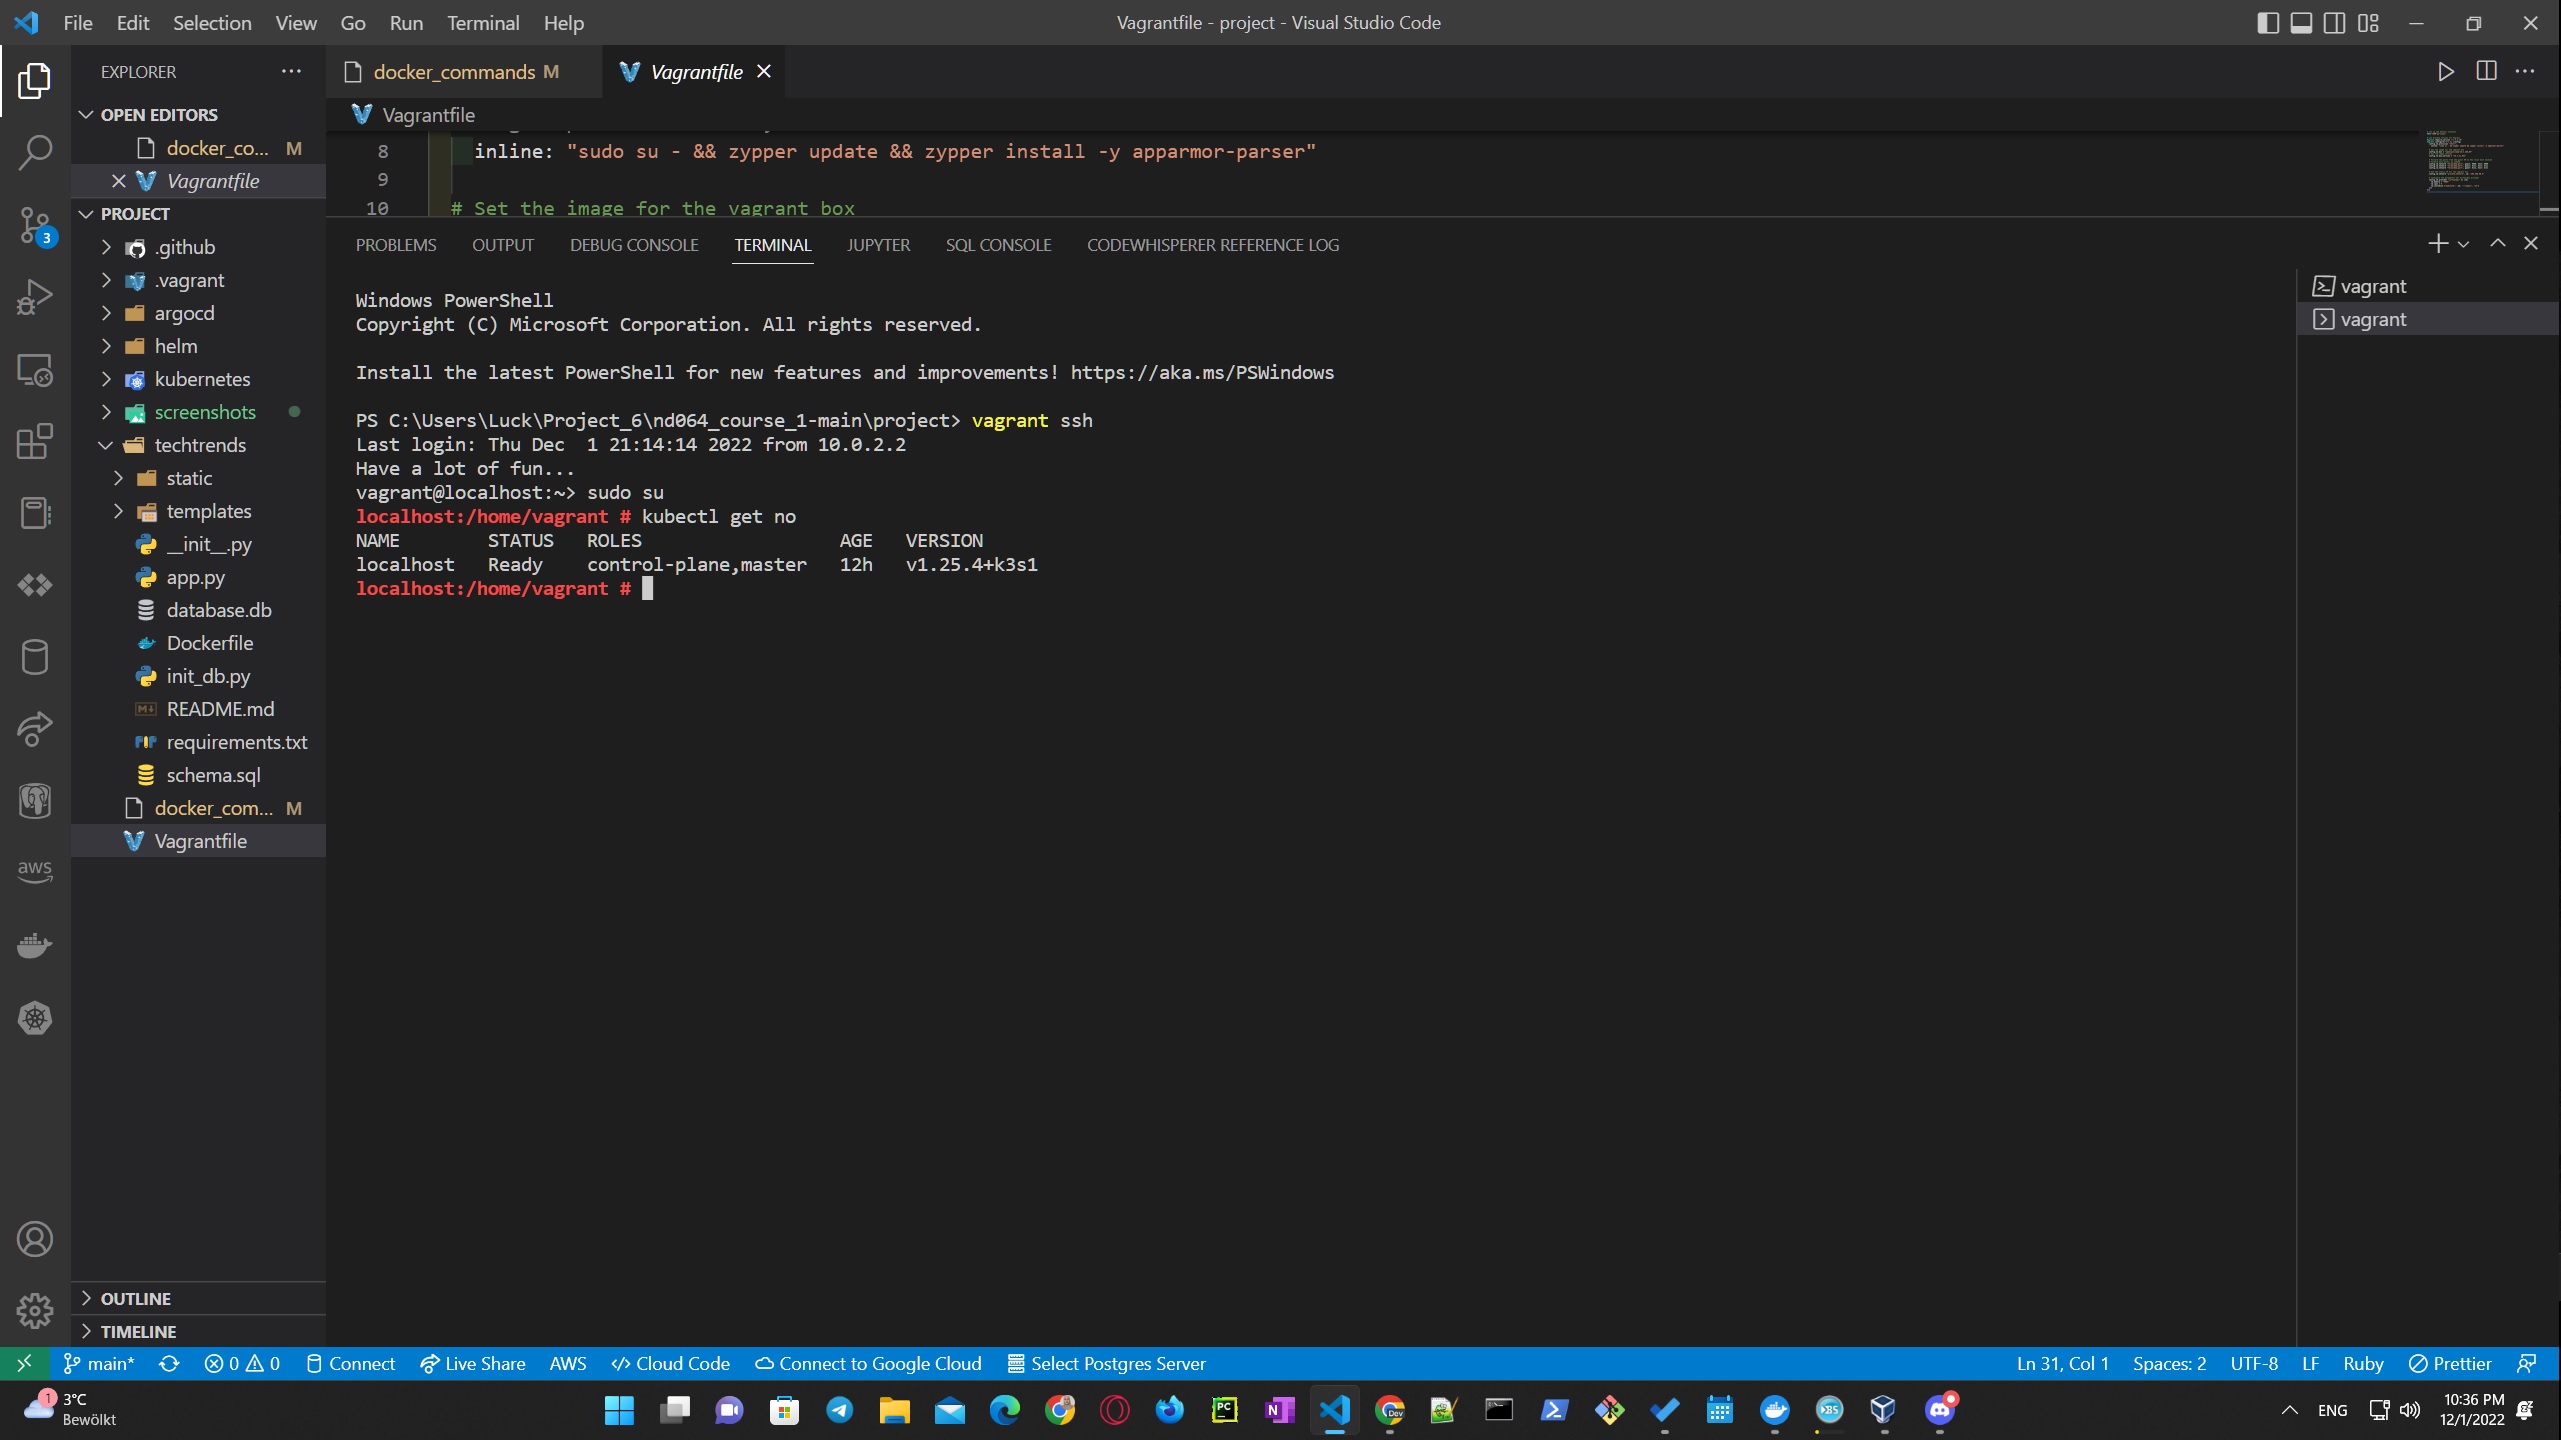 File Edit Selection View Go Run Terminal Help
Vagrantfile - project - Visual Studio Code
EXPLORER
OPEN EDITORS
docker_co... M
Vagrantfile
PROJECT
.github
.vagrant
argocd
helm
kubernetes
screenshots
techtrends
static
templates
__init__.py
app.py
database.db
Dockerfile
init_db.py
README.md
requirements.txt
schema.sql
docker_com... M
Vagrantfile
OUTLINE
TIMELINE
3
aws
docker_commands M
Vagrantfile
Vagrantfile
8 inline: "sudo su - && zypper update && zypper install -y apparmor-parser"
9
10 # Set the image for the vagrant box
PROBLEMS OUTPUT DEBUG CONSOLE TERMINAL JUPYTER SQL CONSOLE CODEWHISPERER REFERENCE LOG
Windows PowerShell
Copyright (C) Microsoft Corporation. All rights reserved.
Install the latest PowerShell for new features and improvements! https://aka.ms/PSWindows
PS C:\Users\Luck\Project_6\nd064_course_1-main\project> vagrant ssh
Last login: Thu Dec  1 21:14:14 2022 from 10.0.2.2
Have a lot of fun...
vagrant@localhost:~> sudo su
localhost:/home/vagrant # kubectl get no
NAME STATUS ROLES AGE VERSION
localhost Ready control-plane,master 12h v1.25.4+k3s1
localhost:/home/vagrant #
vagrant
vagrant
main* 0 0 Connect Live Share AWS Cloud Code Connect to Google Cloud Select Postgres Server
Ln 31, Col 1 Spaces: 2 UTF-8 LF Ruby Prettier
1
3°C
Bewölkt
PC
N
Dev
ENG
10:36 PM
12/1/2022